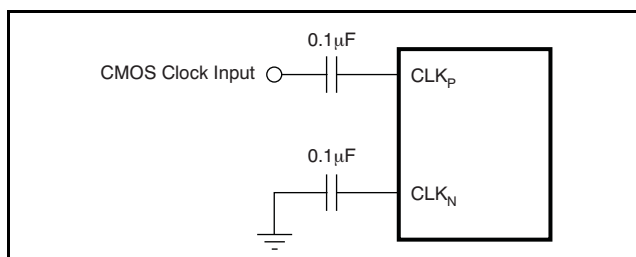 0.1μF
CMOS Clock Input
CLKP
0.1μF
CLKN